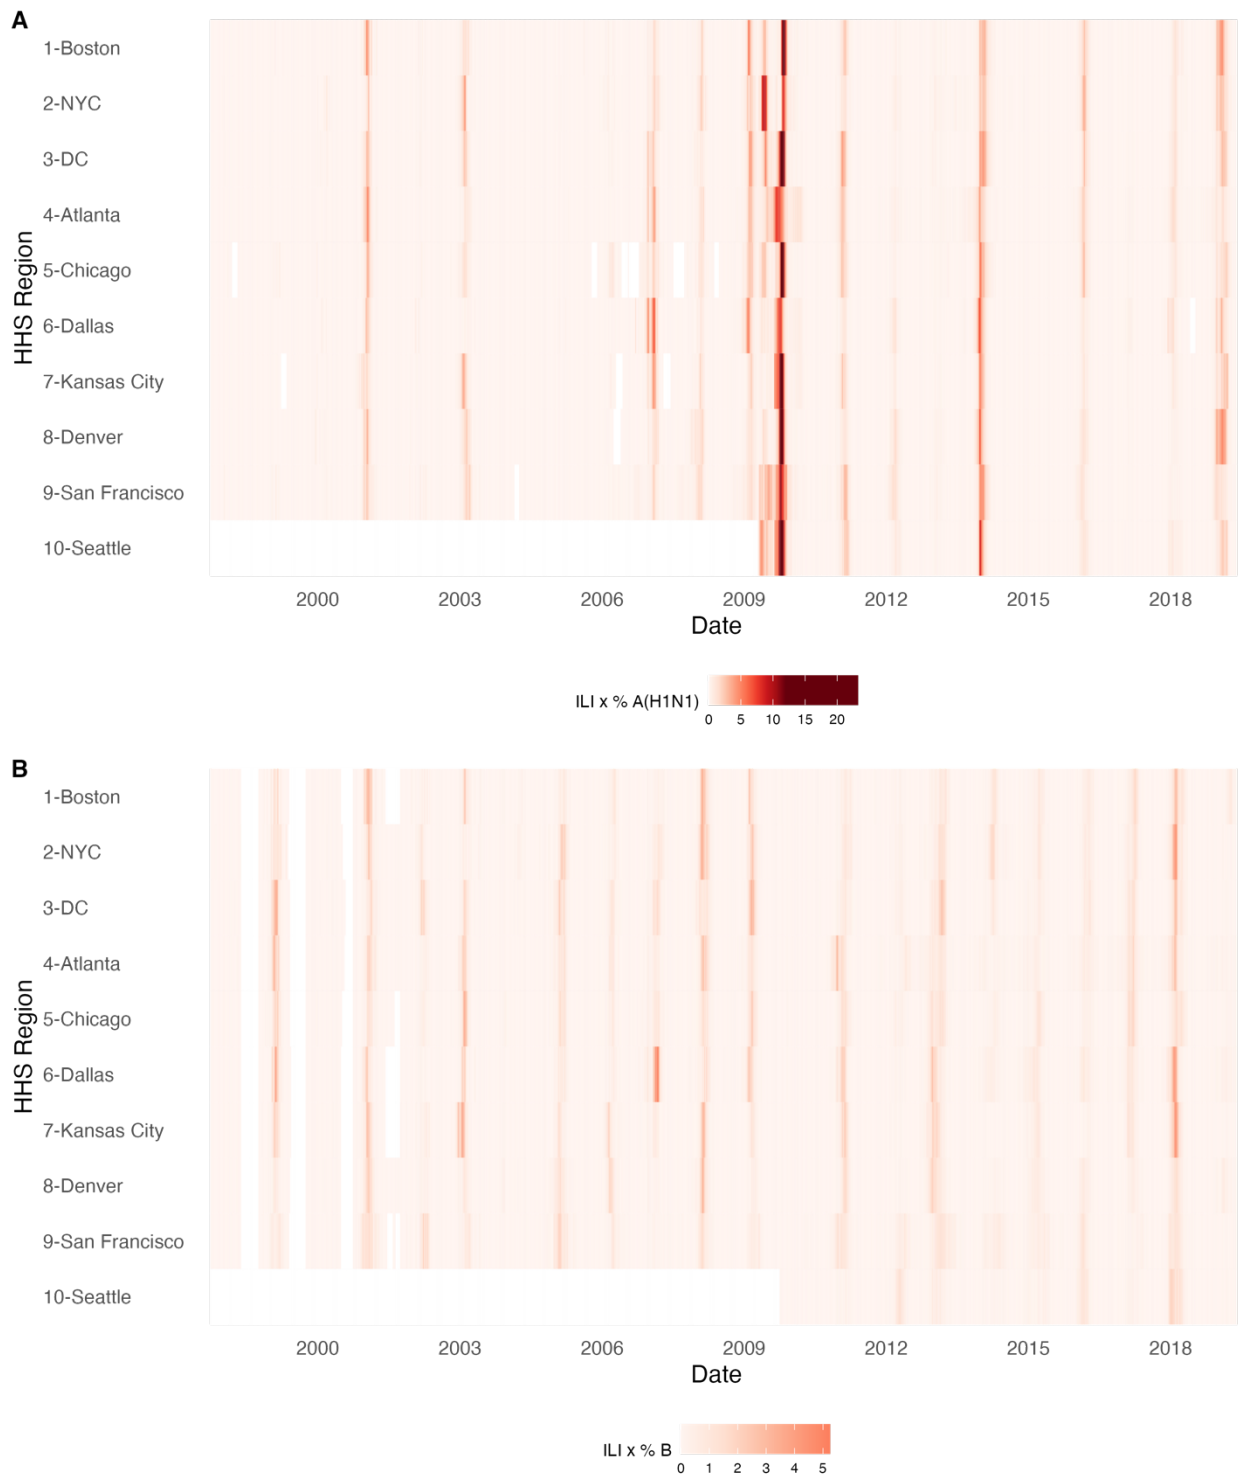 A
1-Boston
2-NYC
3-DC
4-Atlanta
5-Chicago
6-Dallas
7-Kansas City
8-Denver
9-San Francisco
10-Seattle
HHS Region
2000 2003 2006 2009 2012 2015 2018
Date
ILI x % A(H1N1)
0 5 10 15 20
B
1-Boston
2-NYC
3-DC
4-Atlanta
5-Chicago
6-Dallas
7-Kansas City
8-Denver
9-San Francisco
10-Seattle
HHS Region
2000 2003 2006 2009 2012 2015 2018
Date
ILI x % B
0 1 2 3 4 5